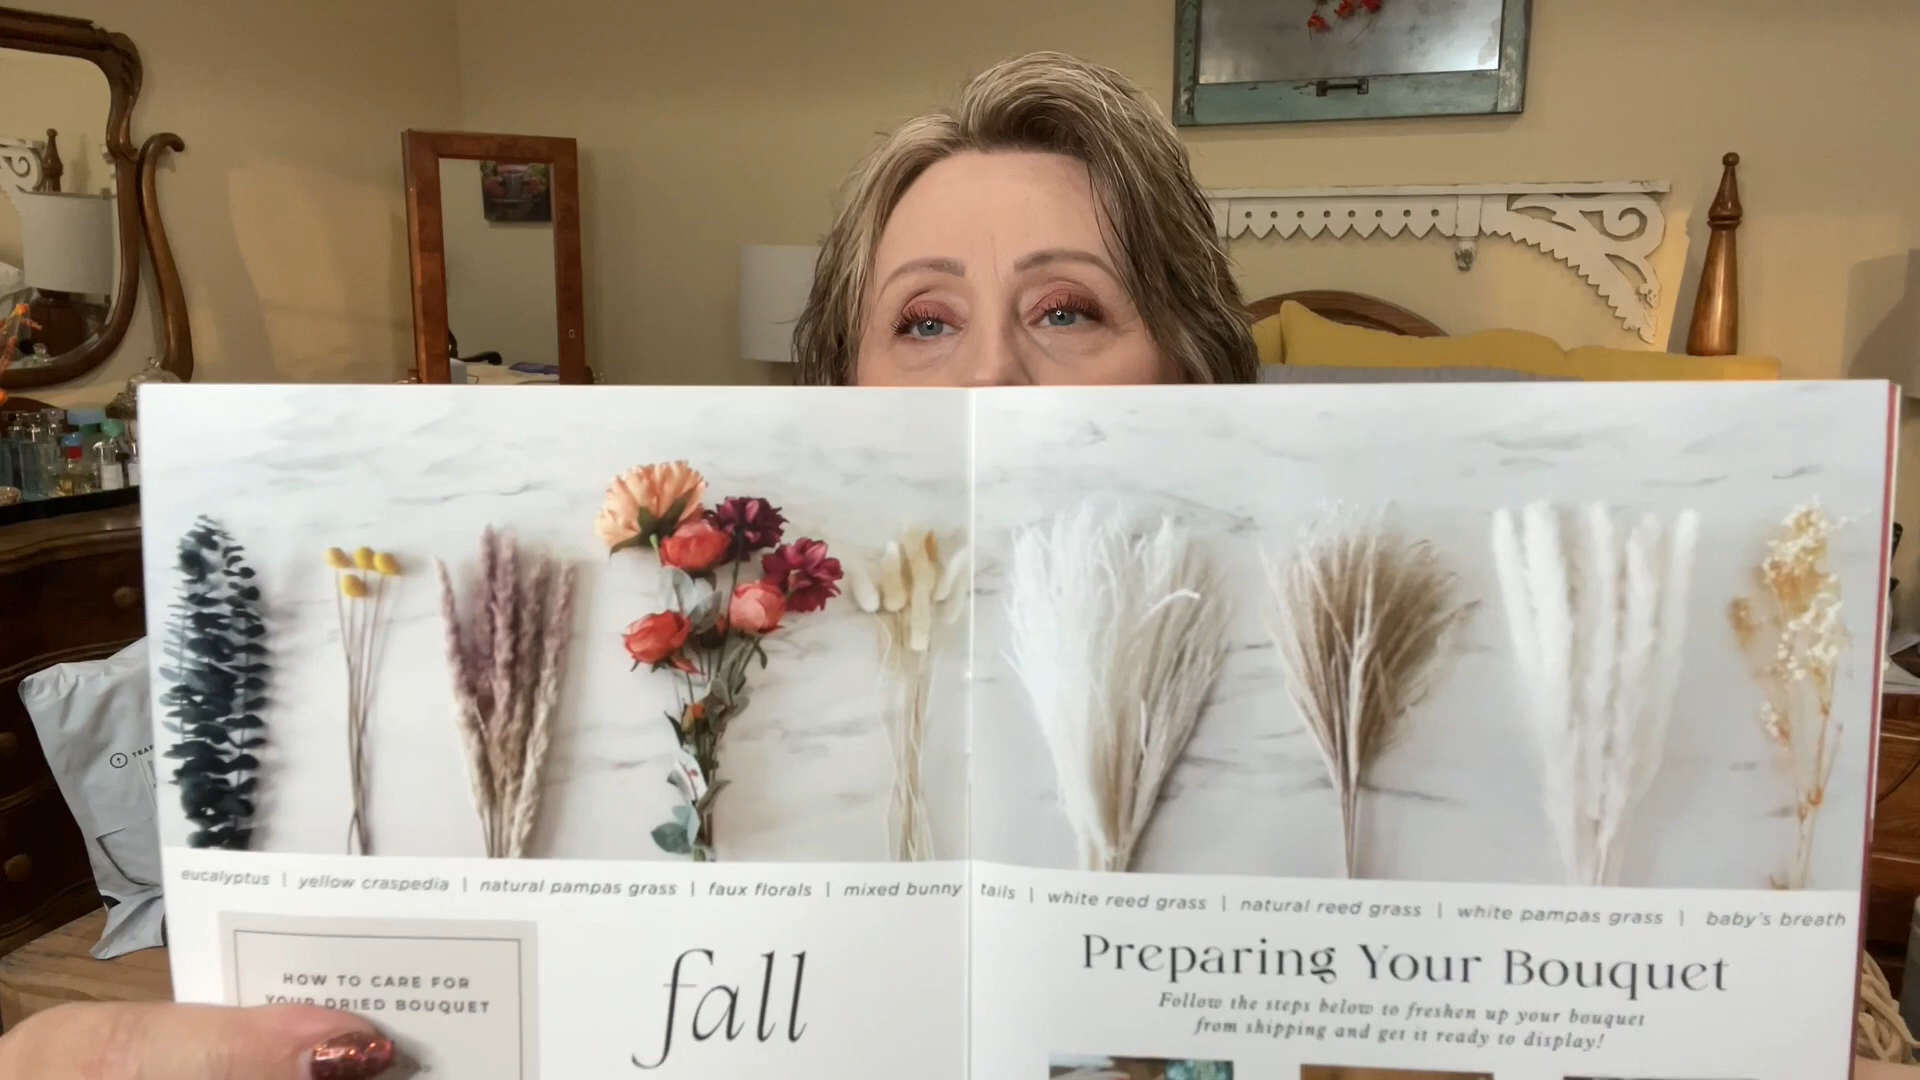 eucalyptus | yellow craspedia | natural pampas grass | faux florals | mixed bunny tails | white reed grass | natural reed grass | white pampas grass | baby's breath
HOW TO CARE FOR
YOUR DRIED BOUQUET
fall
Preparing Your Bouquet
Follow the steps below to freshen up your bouquet
from shipping and get it ready to display!